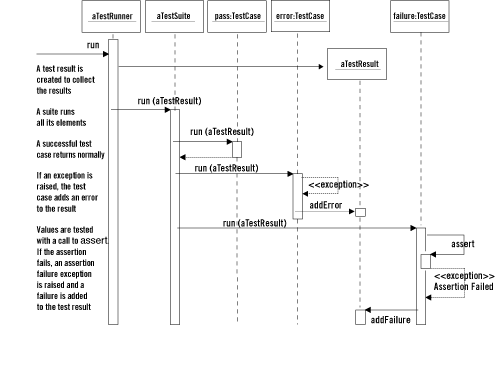 aTestRunner
aTestSuite
pass:TestCase
error:TestCase
failure:TestCase
run
aTestResult
A test result is
created to collect
the results
run (aTestResult)
A suite runs
all its elements
run (aTestResult)
A successful test
case returns normally
run (aTestResult)
If an exception is
raised, the test
case adds an error
to the result
<<exception>>
addError
run (aTestResult)
Values are tested
with a call to assert.
If the assertion
fails, an assertion
failure exception
is raised and a
failure is added
to the test result
assert
<<exception>>
Assertion Failed
addFailure